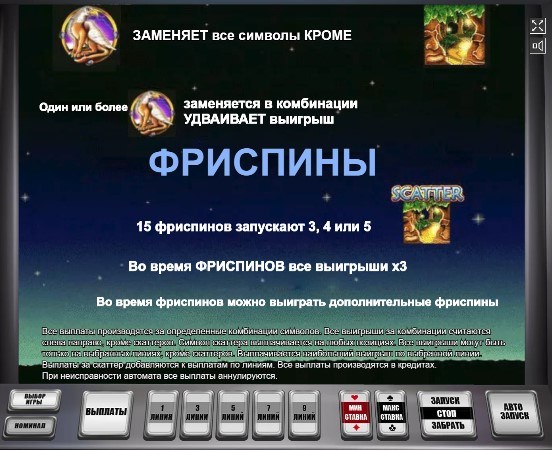 ЗАМЕНЯЕТ все символы КРОМЕ
Один или более
заменяется в комбинации
УДВАИВАЕТ выигрыш
ФРИСПИНЫ
SCATTER
15 фриспинов запускают 3, 4 или 5
Во время ФРИСПИНОВ все выигрыши x3
Во время фриспинов можно выиграть дополнительные фриспины
Все выплаты производятся за определенные комбинации символов. Все выигрыши за комбинации считаются
слева направо, кроме скаттеров. Символ скаттера выплачивается на любых позициях. Все выигрыши могут быть
только на выбранных линиях, кроме скаттеров. Выплачивается наибольший выигрыш по выбранной линии.
Выплаты за скаттер добавляются к выплатам по линиям. Все выплаты производятся в кредитах.
При неисправности автомата все выплаты аннулируются.
ВЫБОР ИГРЫ
НОМИНАЛ
ВЫПЛАТЫ
1 ЛИНИЯ
3 ЛИНИИ
5 ЛИНИЙ
7 ЛИНИЙ
9 ЛИНИЙ
МИН СТАВКА
МАКС СТАВКА
ЗАПУСК
СТОП
ЗАБРАТЬ
АВТО
ЗАПУСК